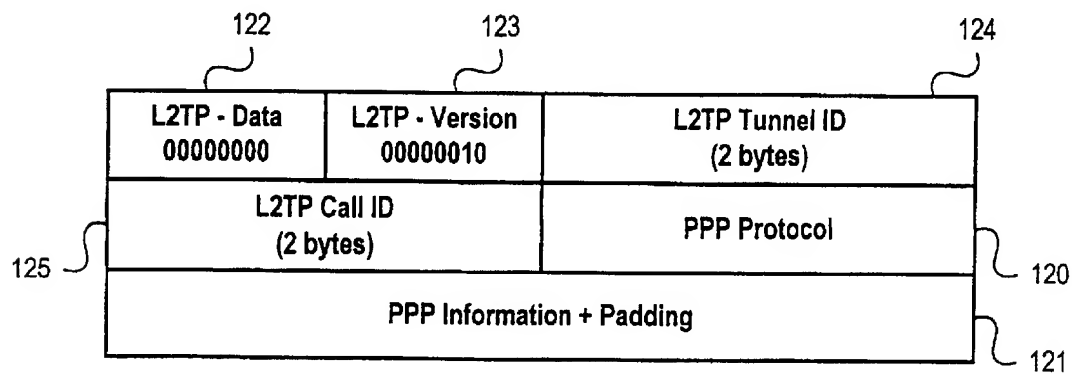 122
123
124
L2TP - Data
00000000
L2TP - Version
00000010
L2TP Tunnel ID
(2 bytes)
L2TP Call ID
(2 bytes)
PPP Protocol
125
120
PPP Information + Padding
121